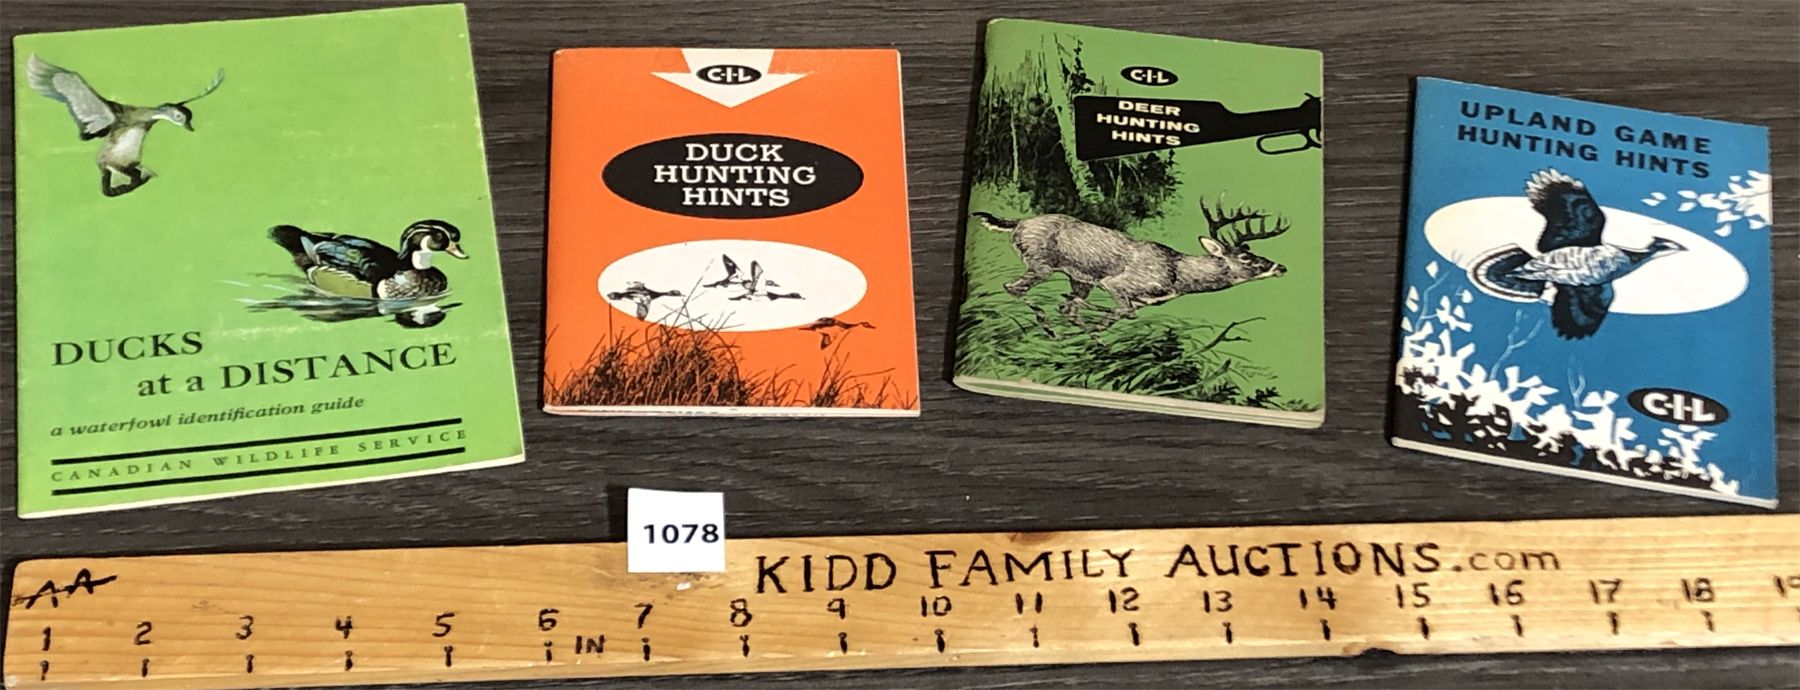 DUCKS
at a DISTANCE
a waterfowl identification guide
CANADIAN WILDLIFE SERVICE
C-I-L
DUCK
HUNTING
HINTS
C-I-L
DEER
HUNTING
HINTS
UPLAND GAME
HUNTING HINTS
C-I-L
1078
KIDD FAMILY AUCTIONS.com
AA
1 2 3 4 5 6 7 8 9 10 11 12 13 14 15 16 17 18 19
IN